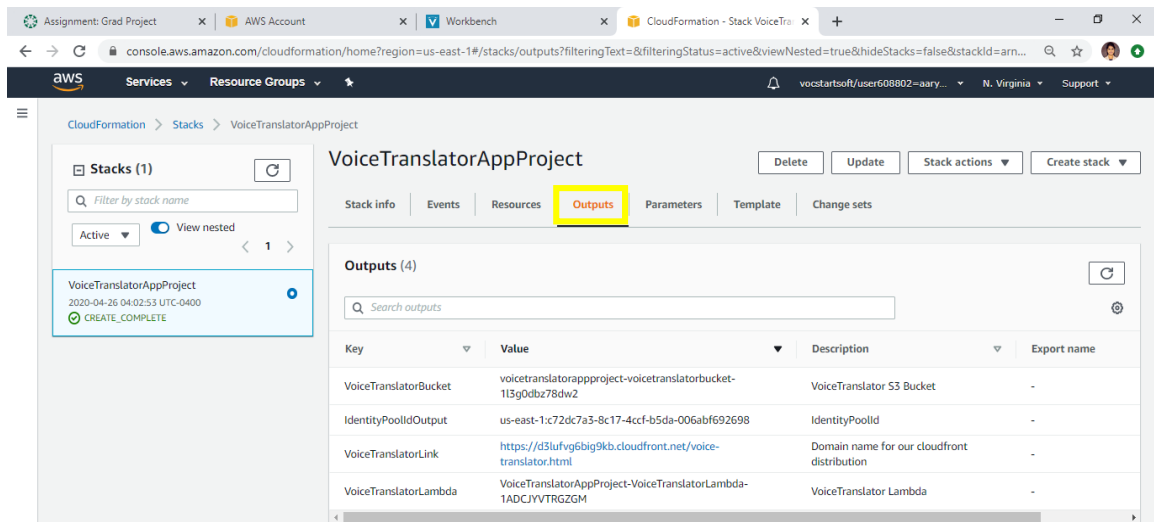 Assignment: Grad Project
AWS Account
Workbench
CloudFormation - Stack VoiceTra
console.aws.amazon.com/cloudformation/home?region=us-east-1#/stacks/outputs?filteringText=&filteringStatus=active&viewNested=true&hideStacks=false&stackId=arn...
aws
Services
Resource Groups
vocstartsoft/user608802=aary...
N. Virginia
Support
CloudFormation > Stacks > VoiceTranslatorAppProject
Stacks (1)
Filter by stack name
Active
View nested
< 1 >
VoiceTranslatorAppProject
2020-04-26 04:02:53 UTC-0400
CREATE_COMPLETE
VoiceTranslatorAppProject
Delete
Update
Stack actions
Create stack
Stack info
Events
Resources
Outputs
Parameters
Template
Change sets
Outputs (4)
Search outputs
Key
Value
Description
Export name
VoiceTranslatorBucket
voicetranslatorappproject-voicetranslatorbucket-
1l3g0dbz78dw2
VoiceTranslator S3 Bucket
-
IdentityPoolIdOutput
us-east-1:c72dc7a3-8c17-4ccf-b5da-006abf692698
IdentityPoolId
-
VoiceTranslatorLink
https://d3lufvg6big9kb.cloudfront.net/voice-
translator.html
Domain name for our cloudfront
distribution
-
VoiceTranslatorLambda
VoiceTranslatorAppProject-VoiceTranslatorLambda-
1ADCJYVTRGZGM
VoiceTranslator Lambda
-